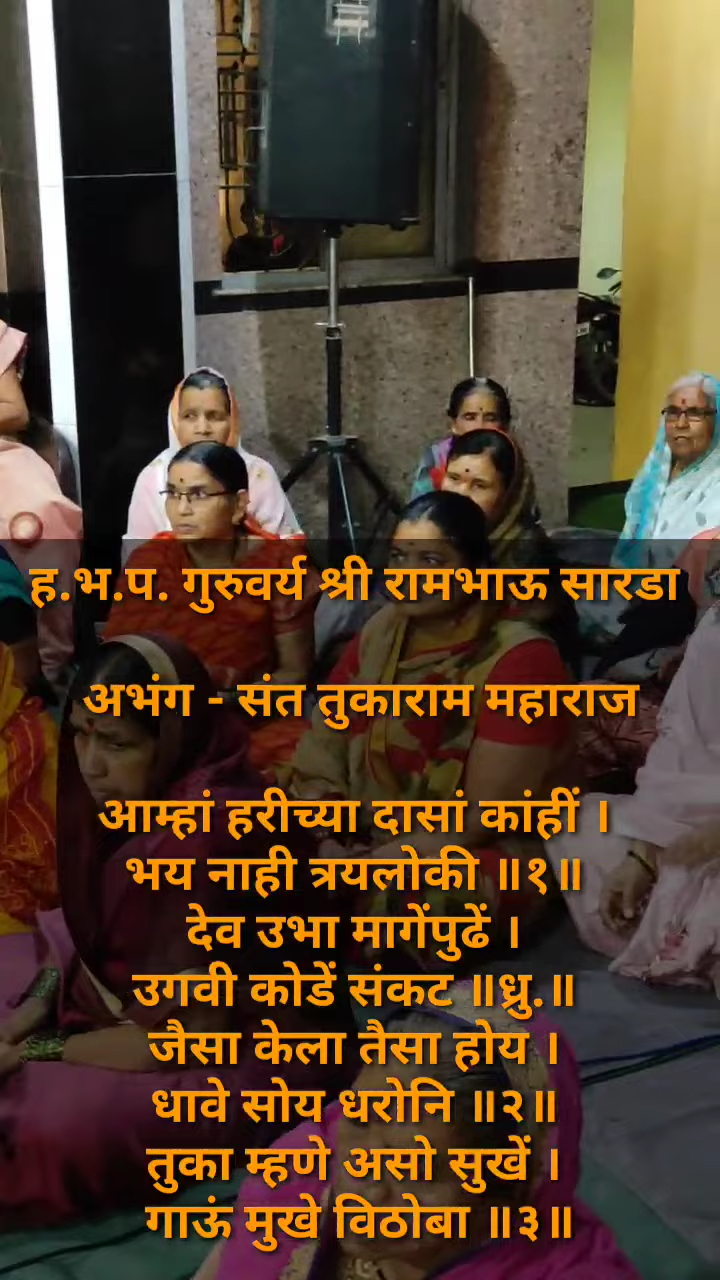 ह.भ.प. गुरुवर्य श्री रामभाऊ सारडा
अभंग - संत तुकाराम महाराज
आम्हां हरीच्या दासां कांहीं ।
भय नाही त्रयलोकी ॥१॥
देव उभा मागेंपुढें ।
उगवी कोडें संकट ॥ध्रु.॥
जैसा केला तैसा होय ।
धावे सोय धरोनि ॥२॥
तुका म्हणे असो सुखें ।
गाऊं मुखे विठोबा ॥३॥